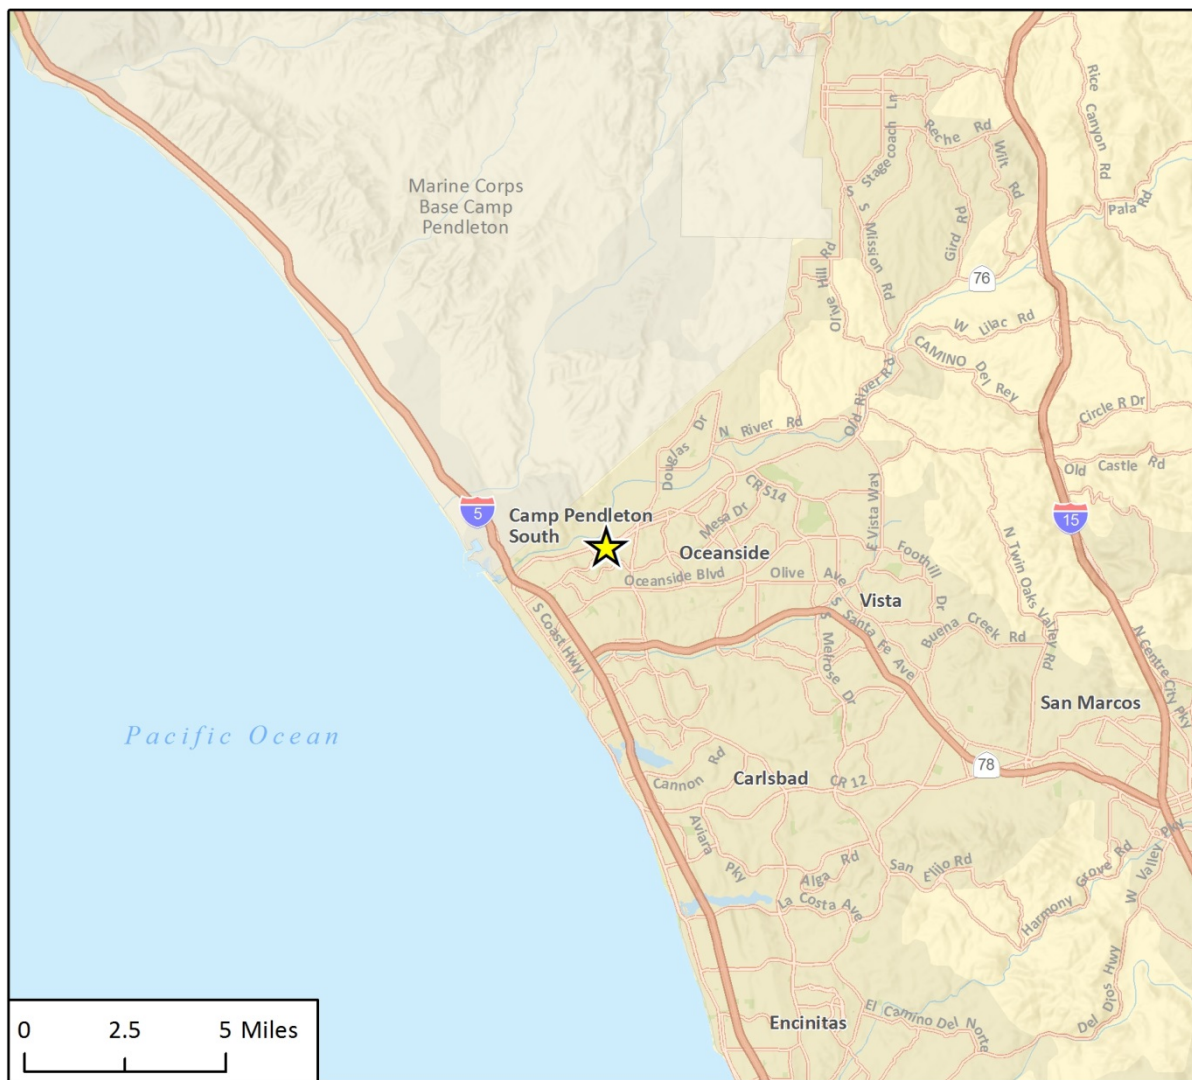 Rice Canyon Rd
S Stagecoach Ln
Reche Rd
Wilt Rd
Marine Corps
Base Camp
Pendleton
Pala Rd
Gird Rd
S Mission Rd
76
Olive Hill Rd
W Lilac Rd
CAMINO Del Rey
Old River Rd
Circle R Dr
Douglas Dr
N River Rd
Old Castle Rd
CR S14
5
Camp Pendleton
South
Mesa Dr
E Vista Way
15
Oceanside
N Twin Oaks Valley Rd
Foothill Dr
Oceanside Blvd
Olive Ave
Vista
S Coast Hwy
S Santa Fe Ave
Buena Creek Rd
S Melrose Dr
N Centre City Pky
San Marcos
Pacific Ocean
78
Cannon Rd
Carlsbad
CR 12
Aviara Pky
Alga Rd
San Elijo Rd
Harmony Grove Rd
W Valley Pky
La Costa Ave
Del Dios Hwy
El Camino Del Norte
Encinitas
0 2.5 5 Miles